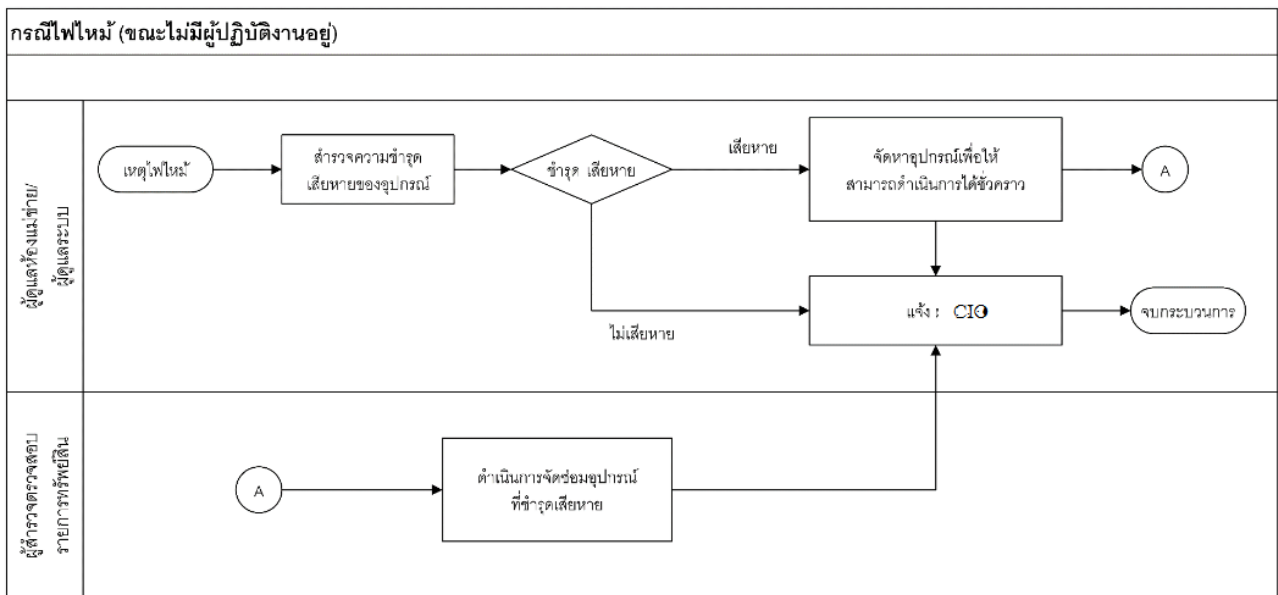 กรณีไฟไหม้ (ขณะไม่มีผู้ปฏิบัติงานอยู่)
ผู้ดูแลห้องแม่ข่าย/
ผู้ดูแลระบบ
เหตุไฟไหม้
สำรวจความชำรุด
เสียหายของอุปกรณ์
ชำรุด เสียหาย
เสียหาย
จัดหาอุปกรณ์เพื่อให้
สามารถดำเนินการได้ชั่วคราว
A
ไม่เสียหาย
แจ้ง : CIO
จบกระบวนการ
ผู้สำรวจตรวจสอบ
รายการทรัพย์สิน
A
ดำเนินการจัดซ่อมอุปกรณ์
ที่ชำรุดเสียหาย